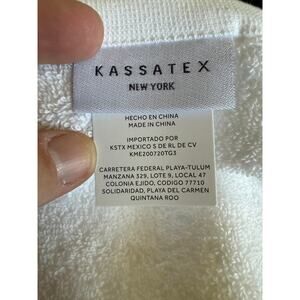 KASSATEX
NEW YORK
HECHO EN CHINA
MADE IN CHINA
IMPORTADO POR
KSTX MEXICO S DE RL DE CV
KME200720TG3
CARRETERA FEDERAL PLAYA-TULUM
MANZANA 329, LOTE 9, LOCAL 47
COLONIA EJIDO, CODIGO 77710
SOLIDARIDAD, PLAYA DEL CARMEN
QUINTANA ROO